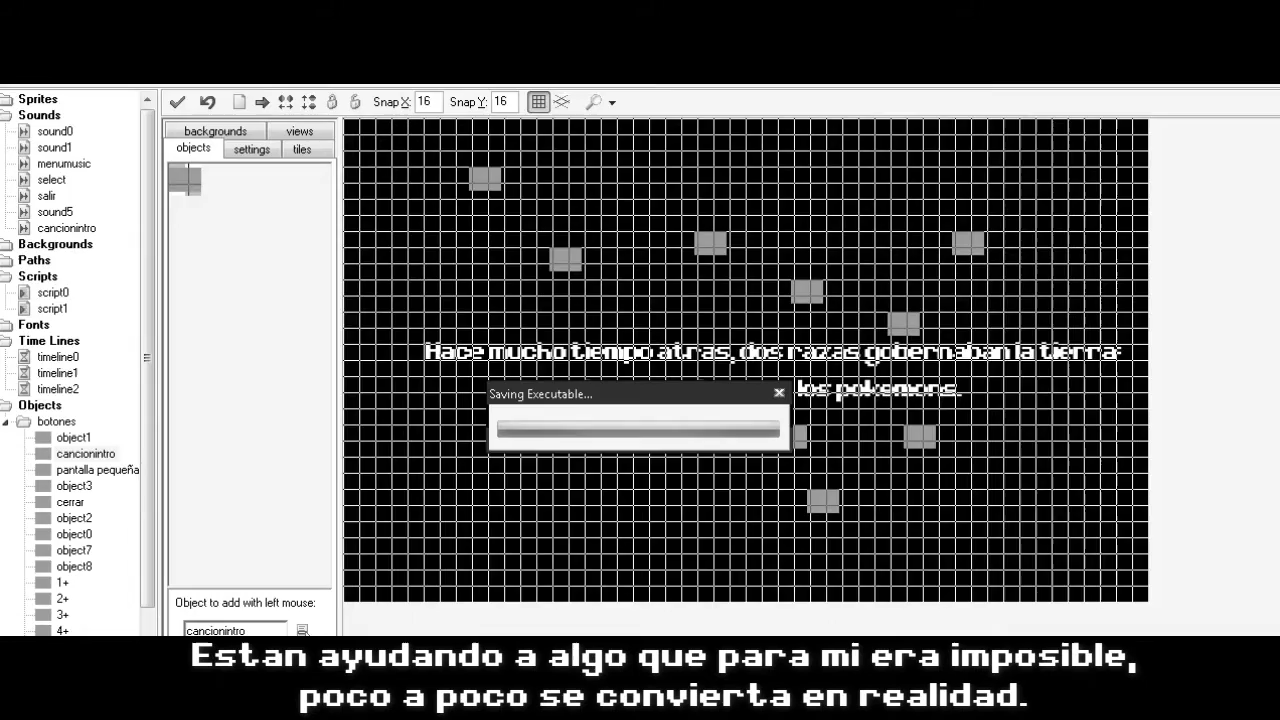 Snap X: 16 Snap Y: 16
Sprites
Sounds
sound0
sound1
menumusic
select
salir
sound5
cancionintro
Backgrounds
Paths
Scripts
script0
script1
Fonts
Time Lines
timeline0
timeline1
timeline2
Objects
botones
object1
cancionintro
pantalla pequeña
object3
cerrar
object2
object0
object7
object8
1+
2+
3+
4+
backgrounds views
objects settings tiles
Object to add with left mouse:
cancionintro
Hace mucho tiempo atras, dos razas gobernaban la tierra:
los pokemons.
Saving Executable...
Estan ayudando a algo que para mi era imposible,
poco a poco se convierta en realidad.